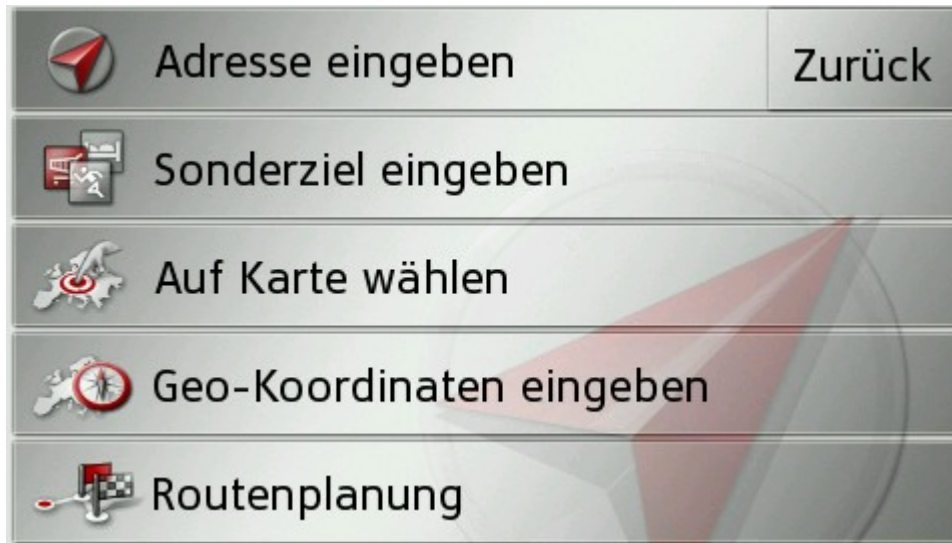 Adresse eingeben
Zurück
Sonderziel eingeben
Auf Karte wählen
Geo-Koordinaten eingeben
Routenplanung